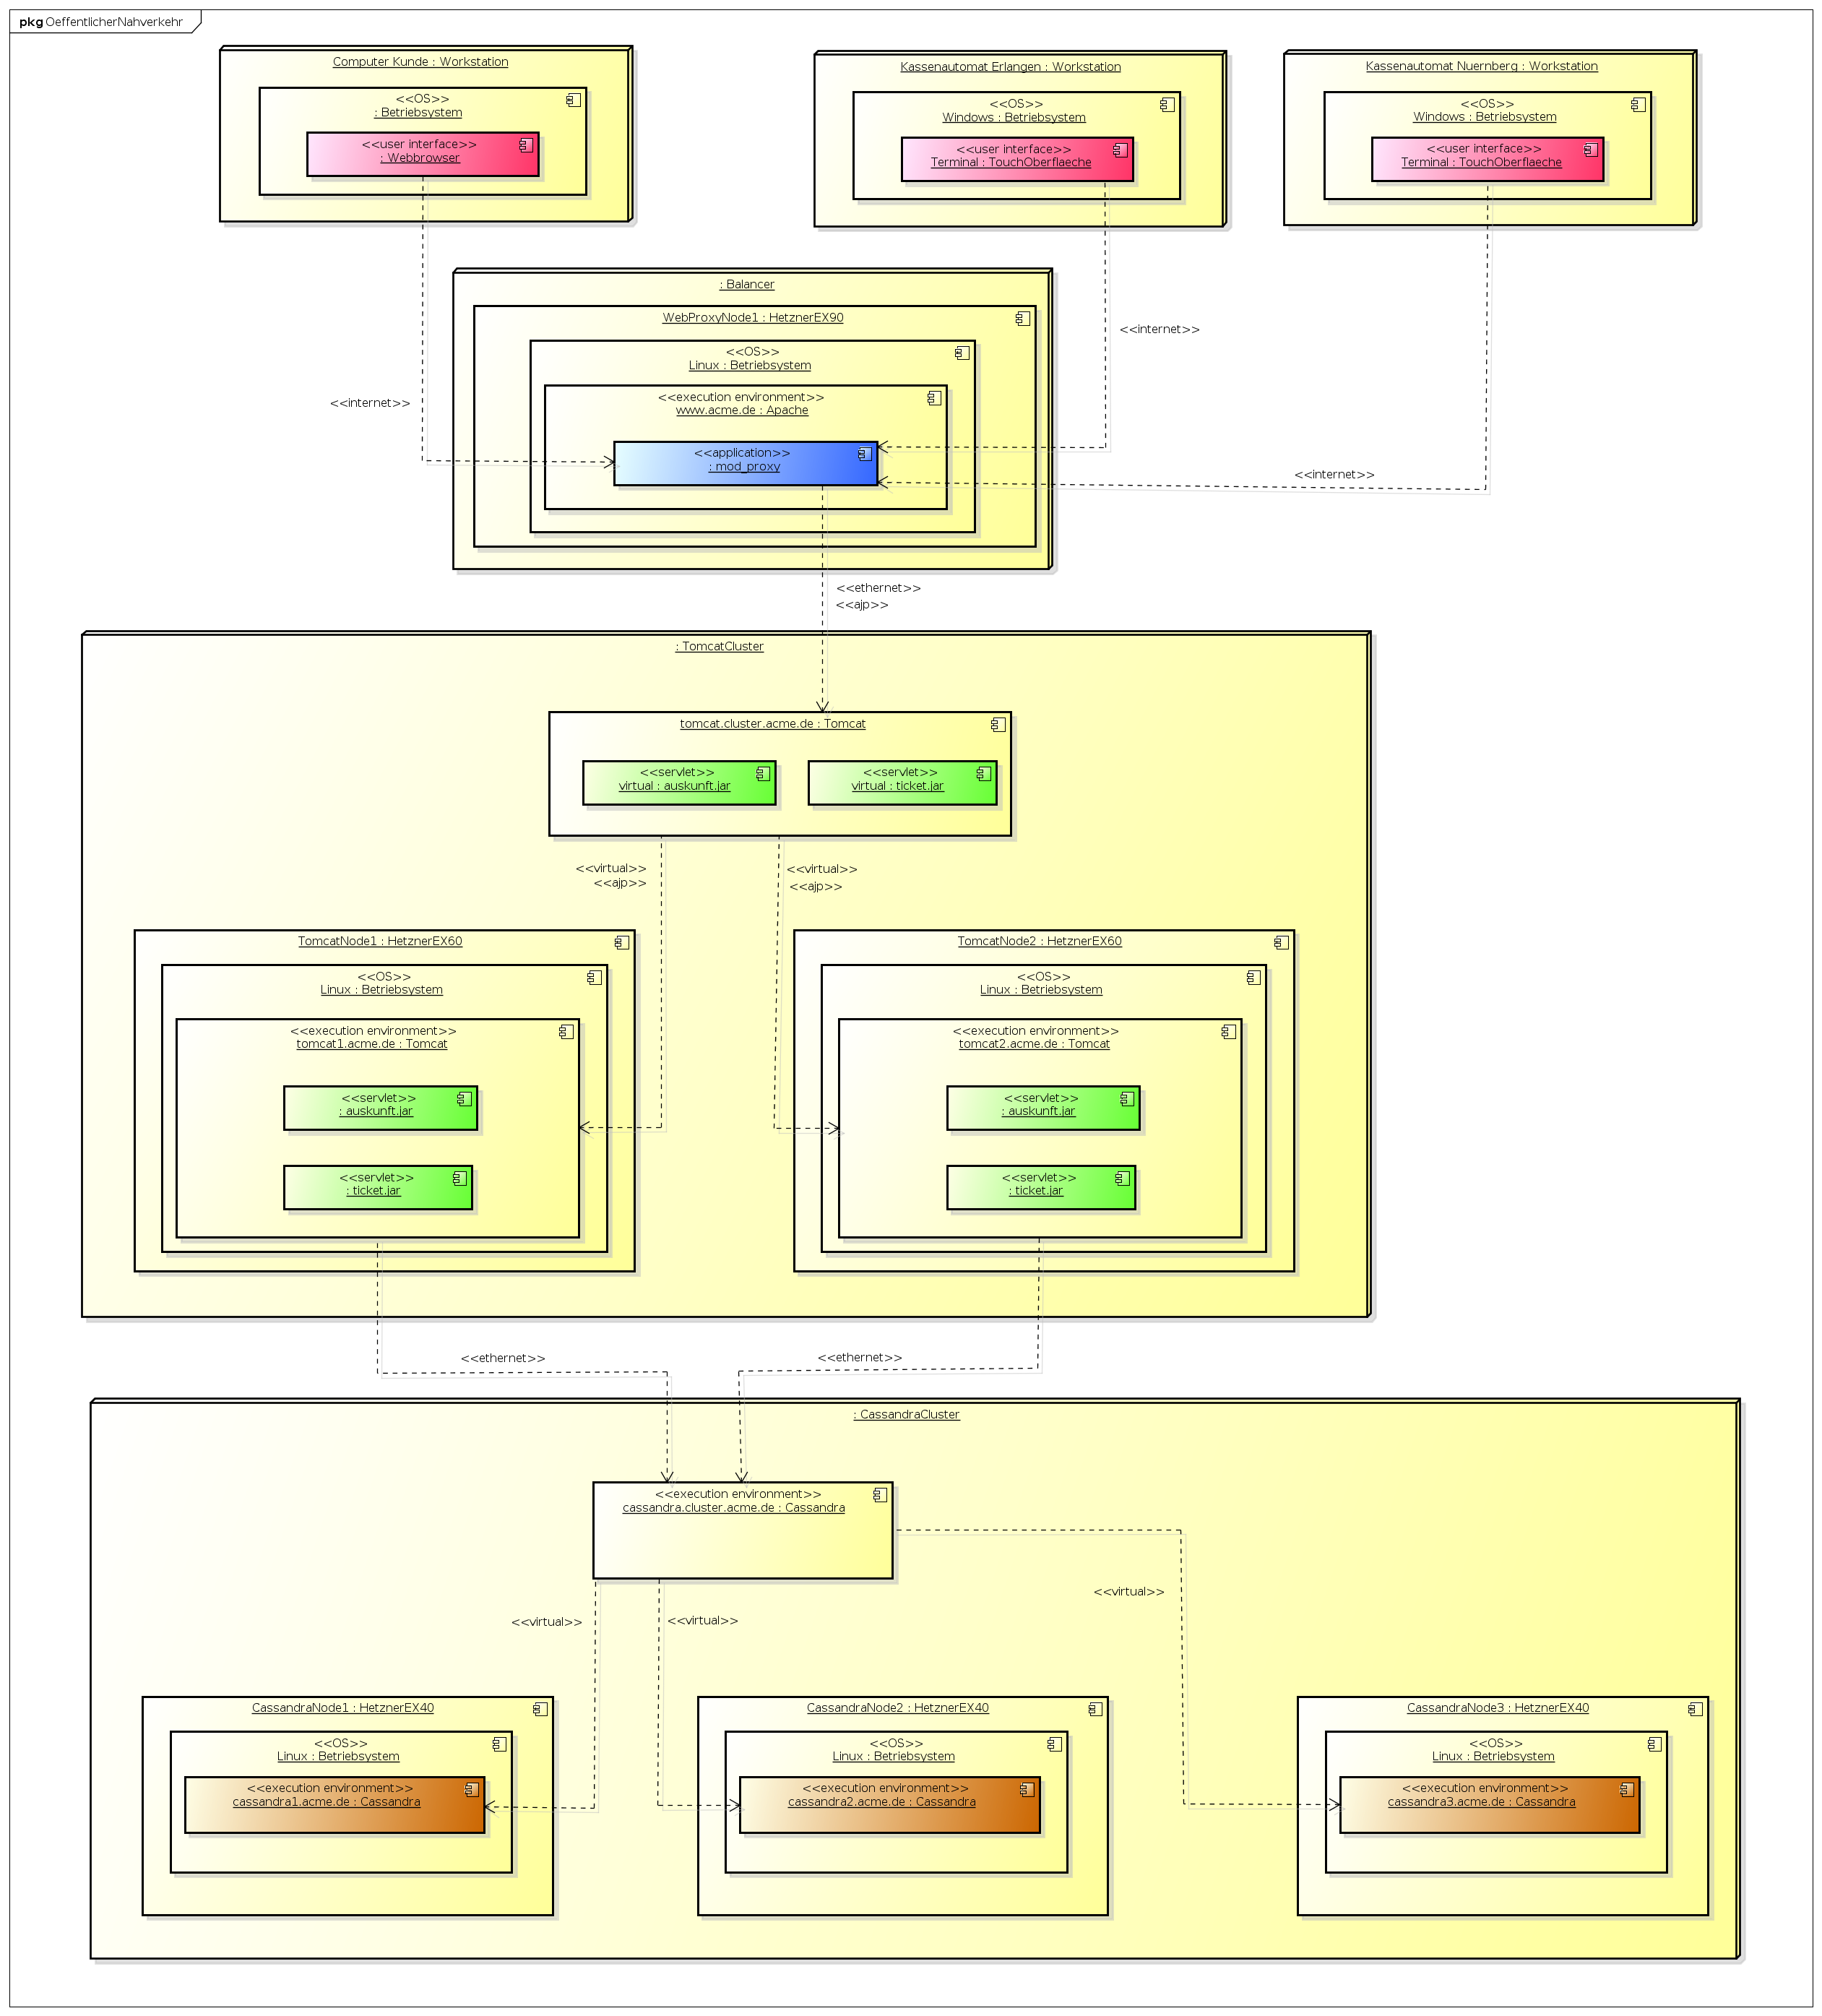 pkg OeffentlicherNahverkehr
Computer Kunde : Workstation
<<OS>>
: Betriebsystem
<<user interface>>
: Webbrowser
Kassenautomat Erlangen : Workstation
<<OS>>
Windows : Betriebsystem
<<user interface>>
Terminal : TouchOberflaeche
Kassenautomat Nuernberg : Workstation
<<OS>>
Windows : Betriebsystem
<<user interface>>
Terminal : TouchOberflaeche
: Balancer
WebProxyNode1 : HetznerEX90
<<OS>>
Linux : Betriebsystem
<<execution environment>>
www.acme.de : Apache
<<application>>
: mod_proxy
<<internet>>
<<internet>>
<<internet>>
<<ethernet>>
<<ajp>>
: TomcatCluster
tomcat.cluster.acme.de : Tomcat
<<servlet>>
virtual : auskunft.jar
<<servlet>>
virtual : ticket.jar
<<virtual>>
<<ajp>>
<<virtual>>
<<ajp>>
TomcatNode1 : HetznerEX60
<<OS>>
Linux : Betriebsystem
<<execution environment>>
tomcat1.acme.de : Tomcat
<<servlet>>
: auskunft.jar
<<servlet>>
: ticket.jar
TomcatNode2 : HetznerEX60
<<OS>>
Linux : Betriebsystem
<<execution environment>>
tomcat2.acme.de : Tomcat
<<servlet>>
: auskunft.jar
<<servlet>>
: ticket.jar
<<ethernet>>
<<ethernet>>
: CassandraCluster
<<execution environment>>
cassandra.cluster.acme.de : Cassandra
<<virtual>>
<<virtual>>
<<virtual>>
CassandraNode1 : HetznerEX40
<<OS>>
Linux : Betriebsystem
<<execution environment>>
cassandra1.acme.de : Cassandra
CassandraNode2 : HetznerEX40
<<OS>>
Linux : Betriebsystem
<<execution environment>>
cassandra2.acme.de : Cassandra
CassandraNode3 : HetznerEX40
<<OS>>
Linux : Betriebsystem
<<execution environment>>
cassandra3.acme.de : Cassandra